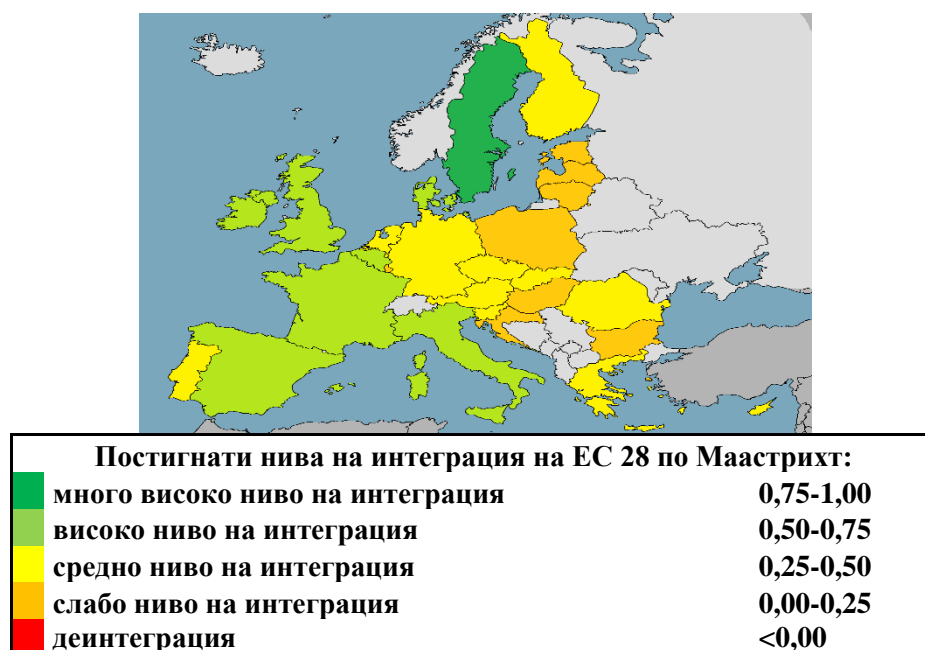 Постигнати нива на интеграция на ЕС 28 по Маастрихт:
много високо ниво на интеграция 0,75-1,00
високо ниво на интеграция 0,50-0,75
средно ниво на интеграция 0,25-0,50
слабо ниво на интеграция 0,00-0,25
деинтеграция <0,00